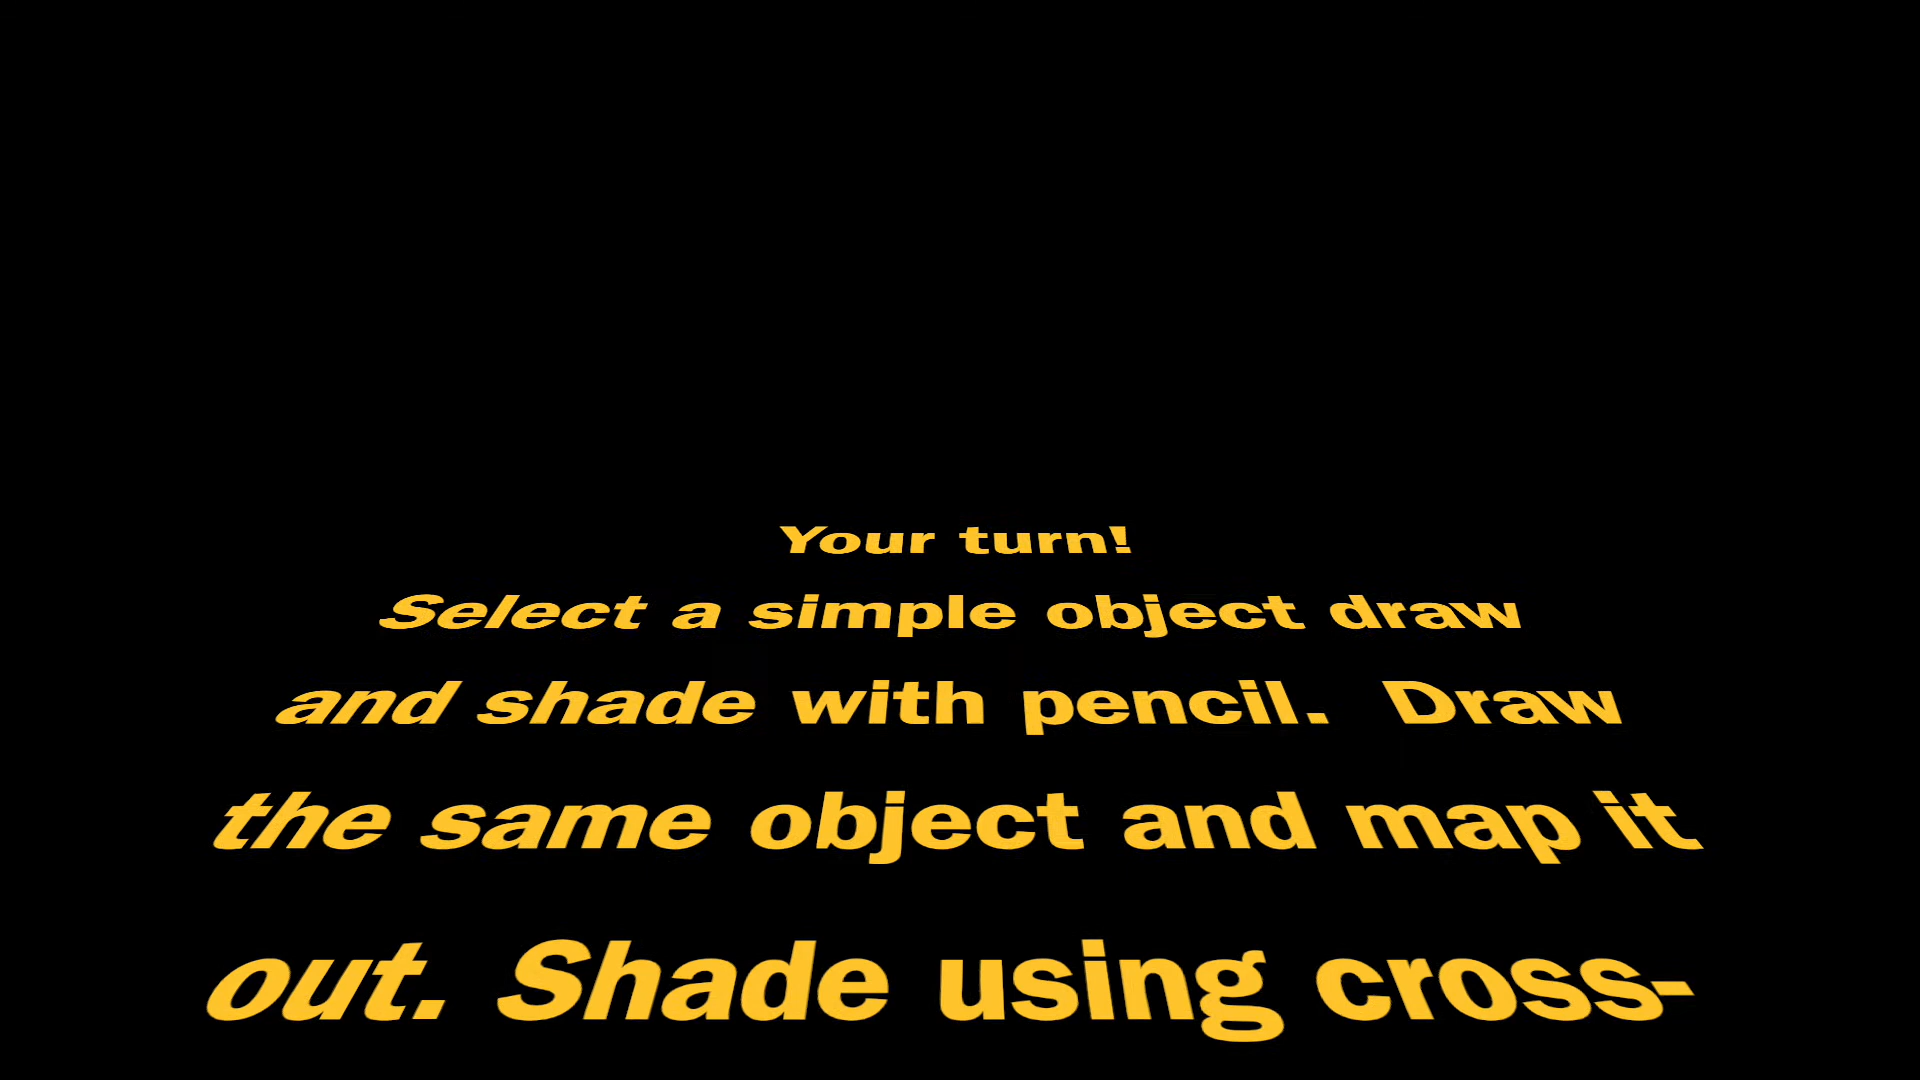 Your turn!
Select a simple object draw
and shade with pencil.  Draw
the same object and map it
out. Shade using cross-